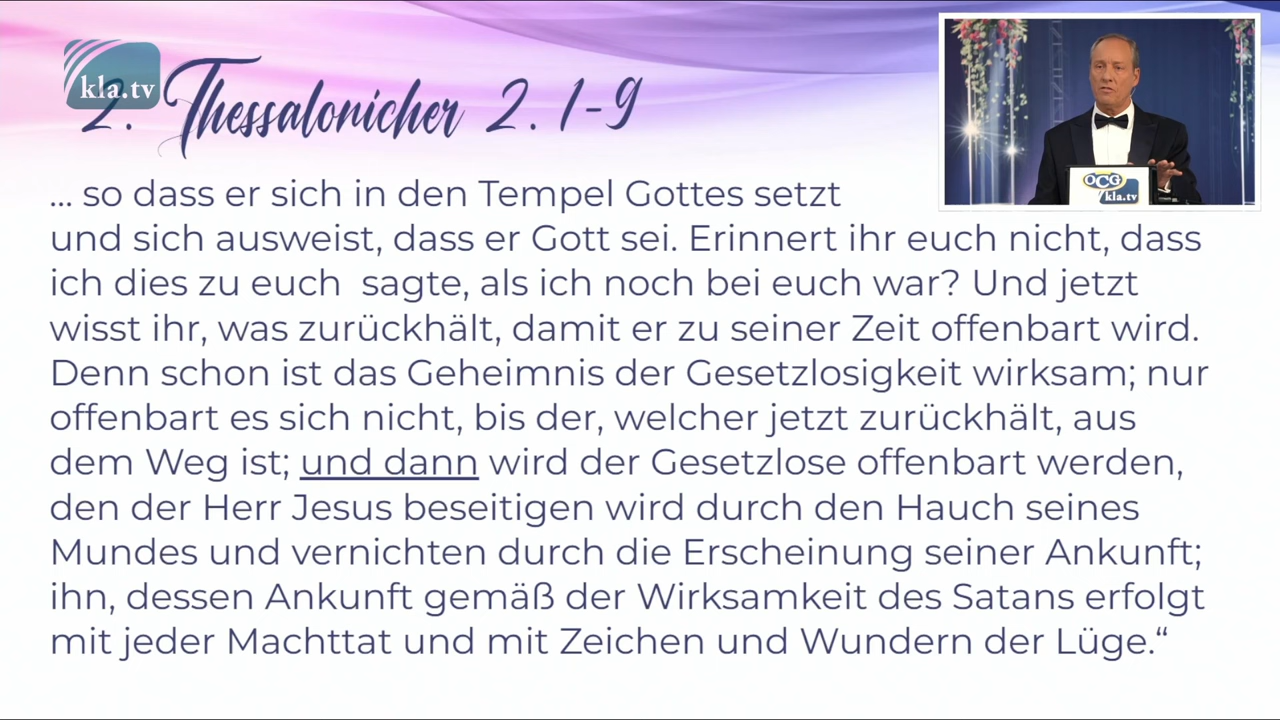 kla.tv
2. Thessalonicher 2. 1-9
OCG
kla.tv
... so dass er sich in den Tempel Gottes setzt
und sich ausweist, dass er Gott sei. Erinnert ihr euch nicht, dass
ich dies zu euch  sagte, als ich noch bei euch war? Und jetzt
wisst ihr, was zurückhält, damit er zu seiner Zeit offenbart wird.
Denn schon ist das Geheimnis der Gesetzlosigkeit wirksam; nur
offenbart es sich nicht, bis der, welcher jetzt zurückhält, aus
dem Weg ist; und dann wird der Gesetzlose offenbart werden,
den der Herr Jesus beseitigen wird durch den Hauch seines
Mundes und vernichten durch die Erscheinung seiner Ankunft;
ihn, dessen Ankunft gemäß der Wirksamkeit des Satans erfolgt
mit jeder Machttat und mit Zeichen und Wundern der Lüge.“